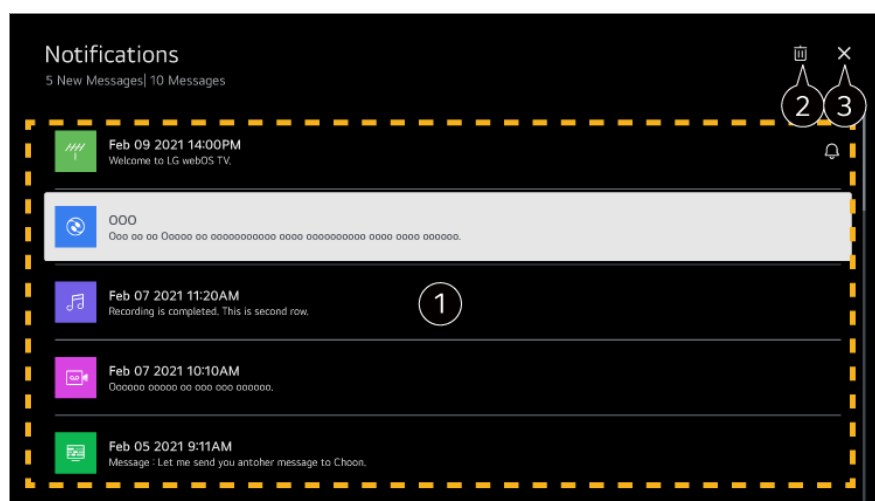 Notifications
5 New Messages| 10 Messages
2 3
Feb 09 2021 14:00PM
Welcome to LG webOS TV.
OOO
Ooo oo oo Ooooo oo ooooooooooo oooo oooooooooo oooo oooo oooooo.
Feb 07 2021 11:20AM
Recording is completed. This is second row.
1
Feb 07 2021 10:10AM
Oooooo ooooo oo ooo ooo oooooo.
Feb 05 2021 9:11AM
Message : Let me send you antoher message to Choon.